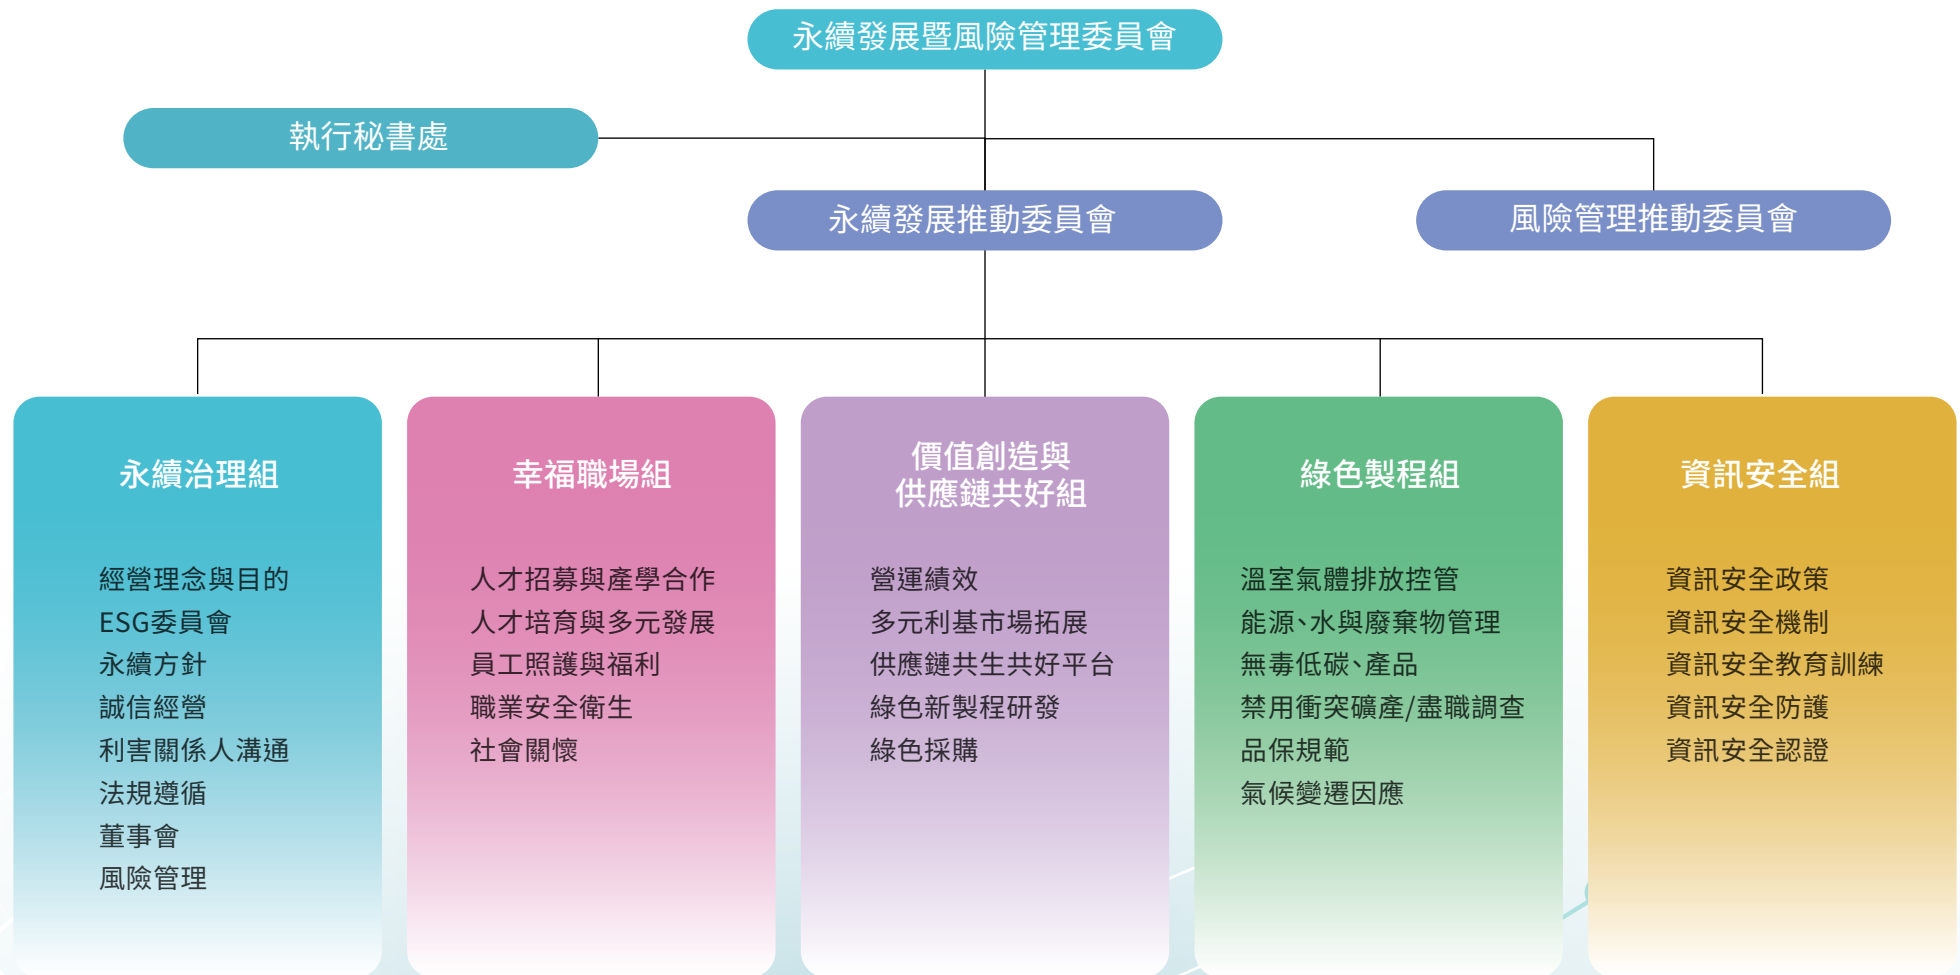 永續發展暨風險管理委員會
執行秘書處
永續發展推動委員會
風險管理推動委員會
永續治理組
經營理念與目的
ESG委員會
永續方針
誠信經營
利害關係人溝通
法規遵循
董事會
風險管理
幸福職場組
人才招募與產學合作
人才培育與多元發展
員工照護與福利
職業安全衛生
社會關懷
價值創造與
供應鏈共好組
營運績效
多元利基市場拓展
供應鏈共生共好平台
綠色新製程研發
綠色採購
綠色製程組
溫室氣體排放控管
能源、水與廢棄物管理
無毒低碳、產品
禁用衝突礦產/盡職調查
品保規範
氣候變遷因應
資訊安全組
資訊安全政策
資訊安全機制
資訊安全教育訓練
資訊安全防護
資訊安全認證